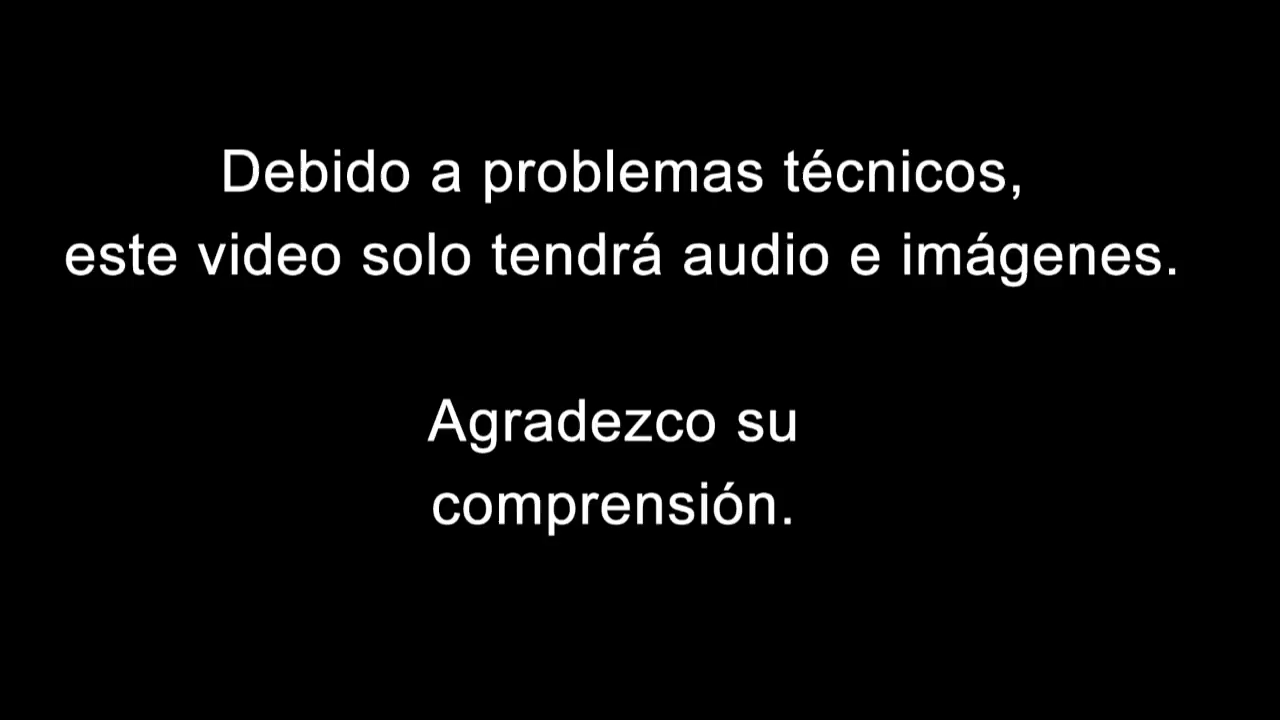 Debido a problemas técnicos,
este video solo tendrá audio e imágenes.
Agradezco su
comprensión.